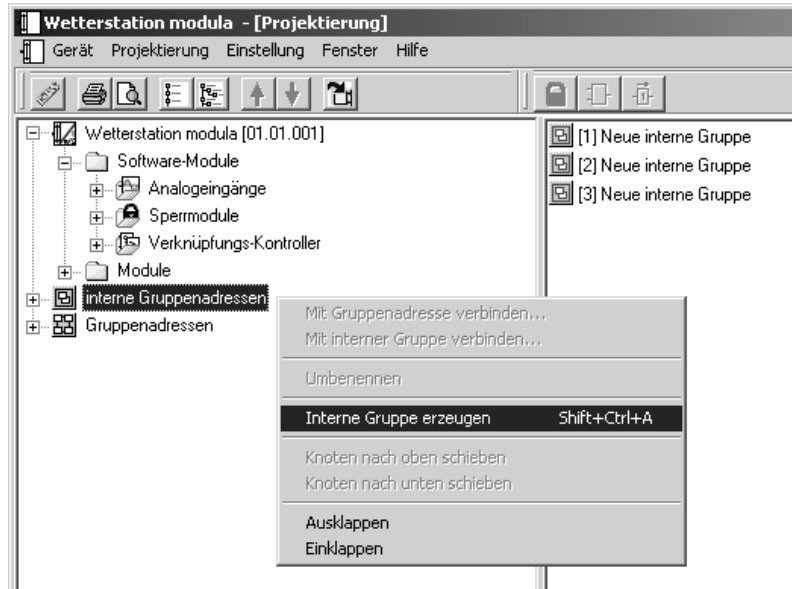 Wetterstation modula - [Projektierung]
Gerät Projektierung Einstellung Fenster Hilfe
Wetterstation modula [01.01.001]
Software-Module
Analogeingänge
Sperrmodule
Verknüpfungs-Kontroller
Module
interne Gruppenadressen
Gruppenadressen
[1] Neue interne Gruppe
[2] Neue interne Gruppe
[3] Neue interne Gruppe
Mit Gruppenadresse verbinden...
Mit interner Gruppe verbinden...
Umbenennen
Interne Gruppe erzeugen Shift+Ctrl+A
Knoten nach oben schieben
Knoten nach unten schieben
Ausklappen
Einklappen